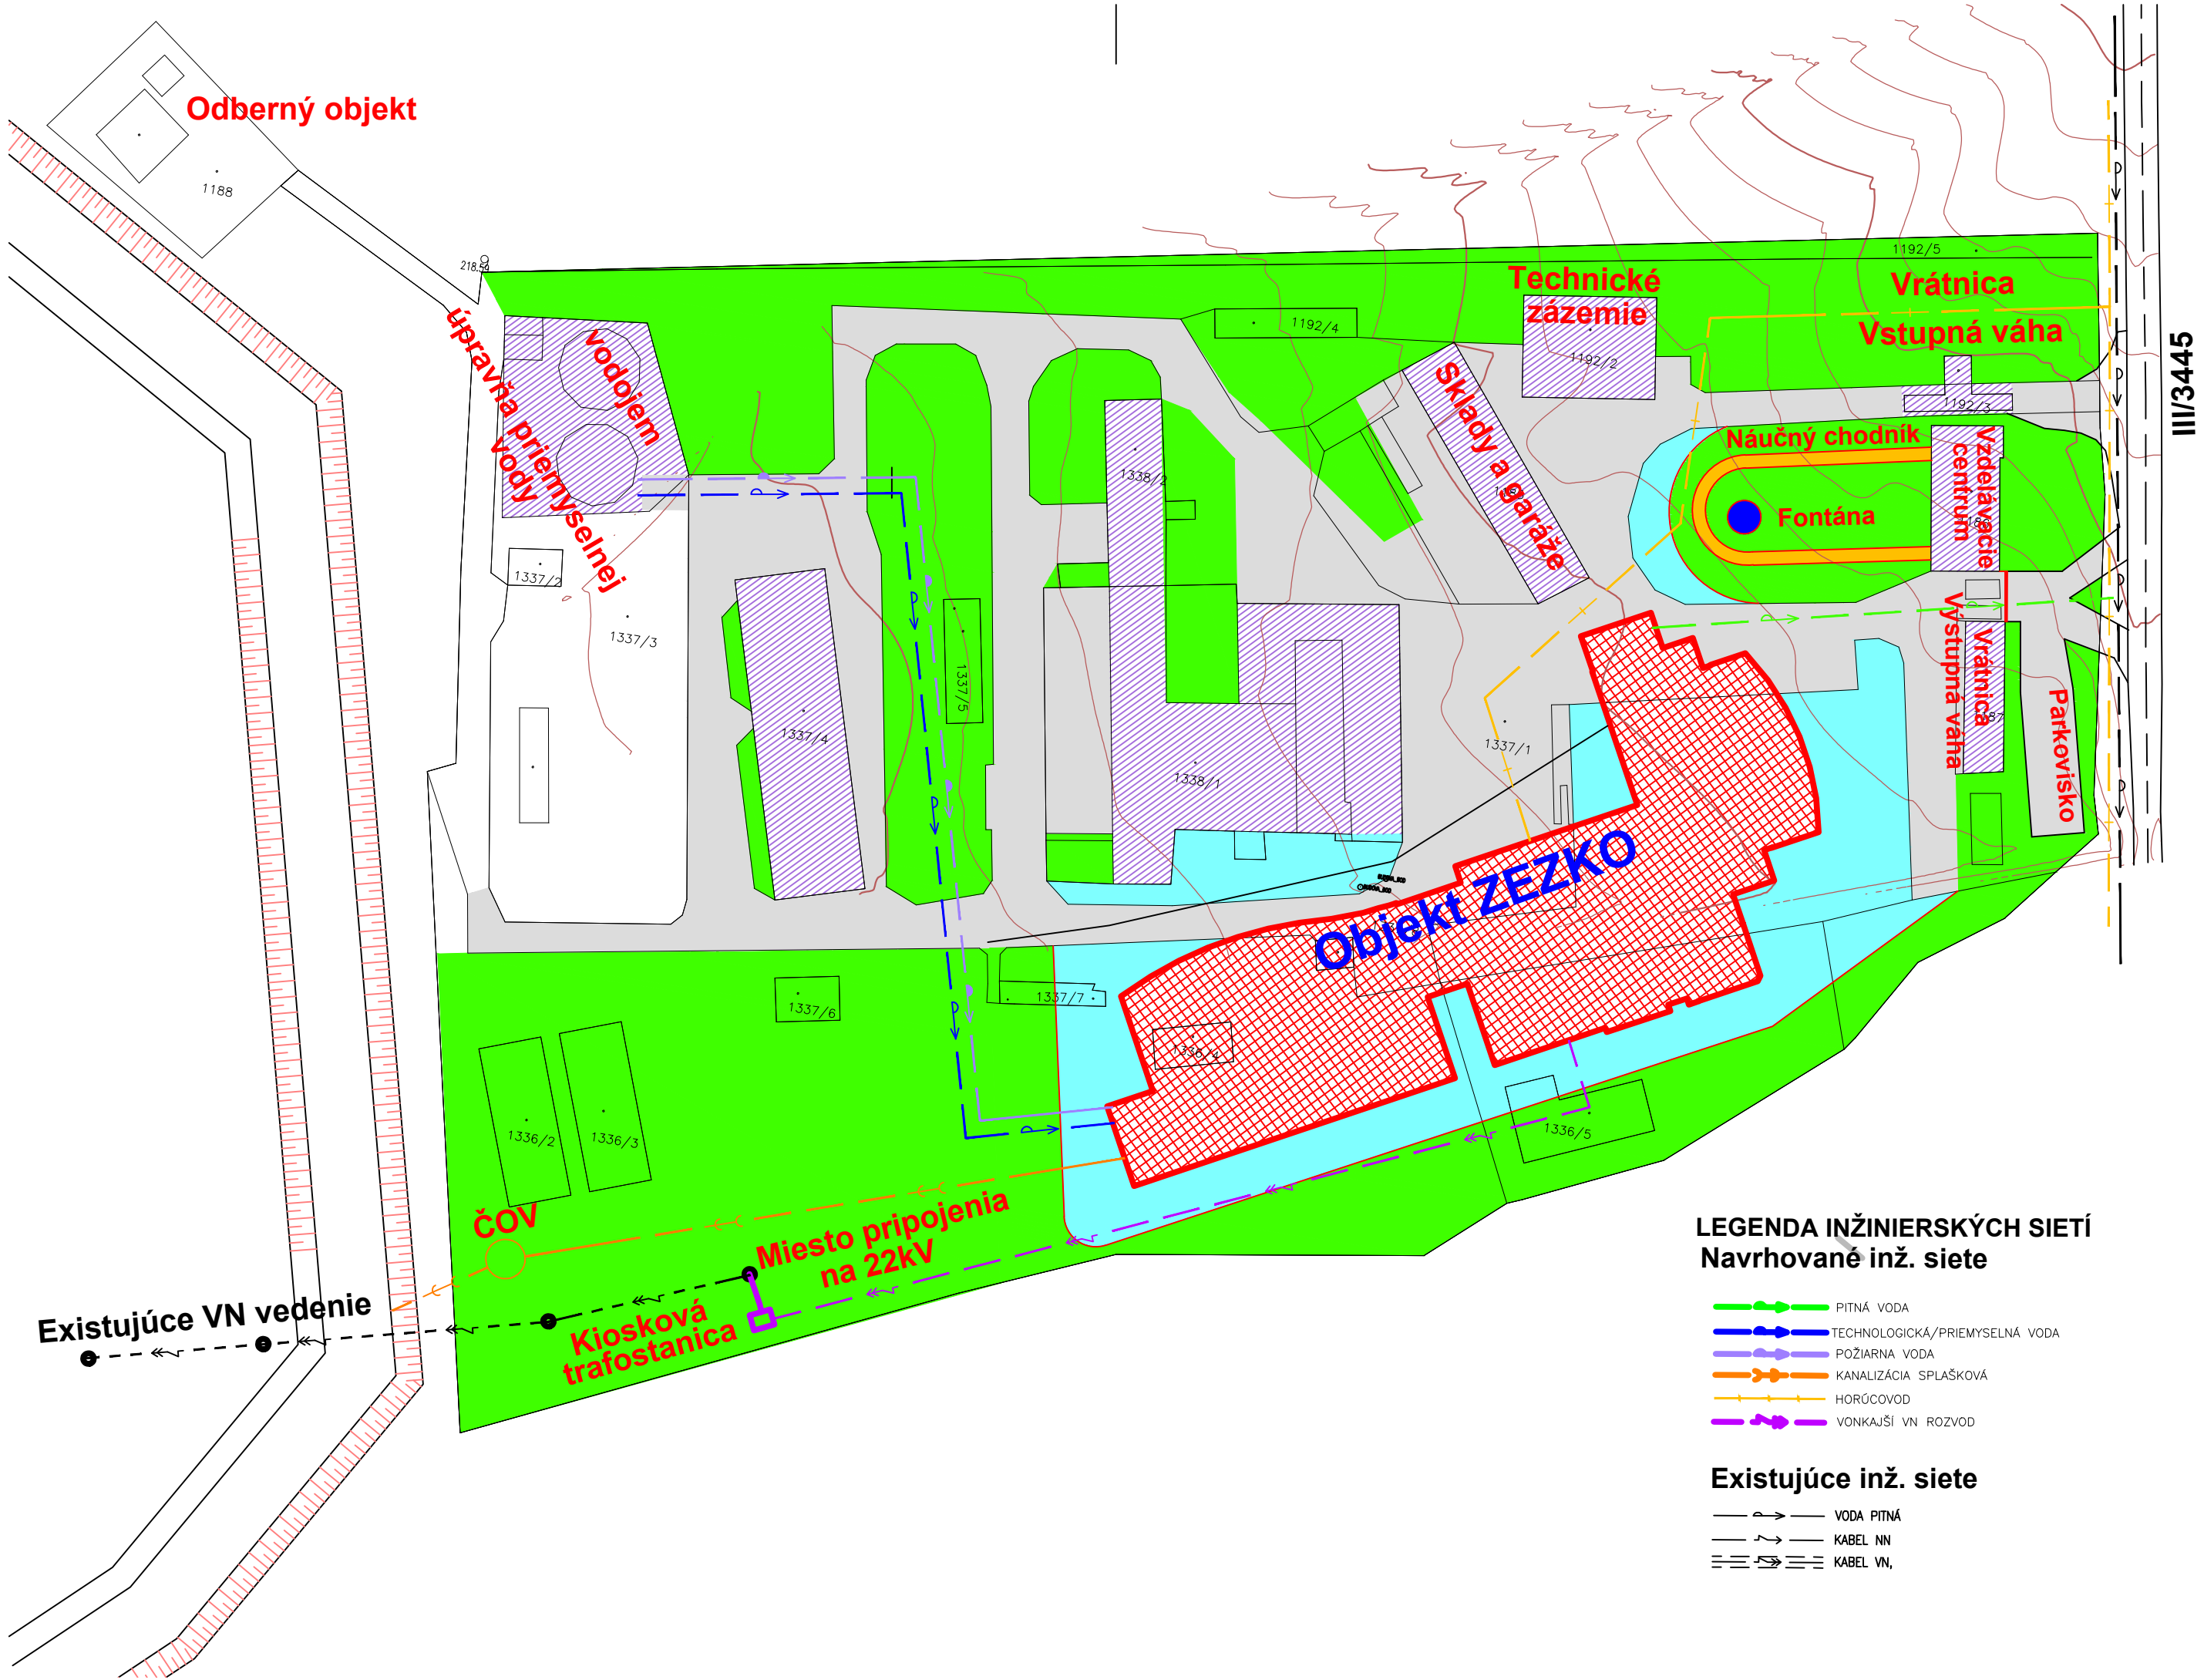 Odberný objekt
1188
218.59
1192/5
Technické
zázemie
Vrátnica
Vstupná váha
III/3445
1192/4
1192/2
1192/3
úpravňa priemyselnej
vody
vodojem
Sklady a garáže
Náučný chodník
Vzdelávacie
centrum
Fontána
1338/2
1337/2
1337/3
1337/5
1337/4
1338/1
1337/1
Vrátnica
Výstupná váha
Parkovisko
Objekt ZEZKO
1337/6
1337/7
1336/4
1336/2
1336/3
1336/5
ČOV
Miesto pripojenia
na 22kV
Kiosková
trafostanica
Existujúce VN vedenie
LEGENDA INŽINIERSKÝCH SIETÍ
Navrhované inž. siete
PITNÁ VODA
TECHNOLOGICKÁ/PRIEMYSELNÁ VODA
POŽIARNA VODA
KANALIZÁCIA SPLAŠKOVÁ
HORÚCOVOD
VONKAJŠÍ VN ROZVOD
Existujúce inž. siete
VODA PITNÁ
KABEL NN
KABEL VN,